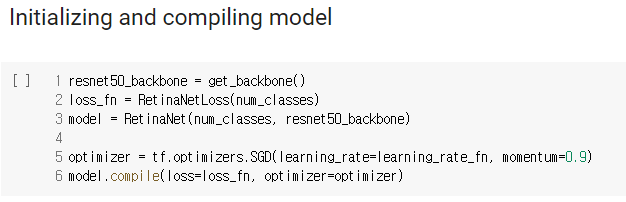 Initializing and compiling model
[ ] 1 resnet50_backbone = get_backbone()
2 loss_fn = RetinaNetLoss(num_classes)
3 model = RetinaNet(num_classes, resnet50_backbone)
4
5 optimizer = tf.optimizers.SGD(learning_rate=learning_rate_fn, momentum=0.9)
6 model.compile(loss=loss_fn, optimizer=optimizer)